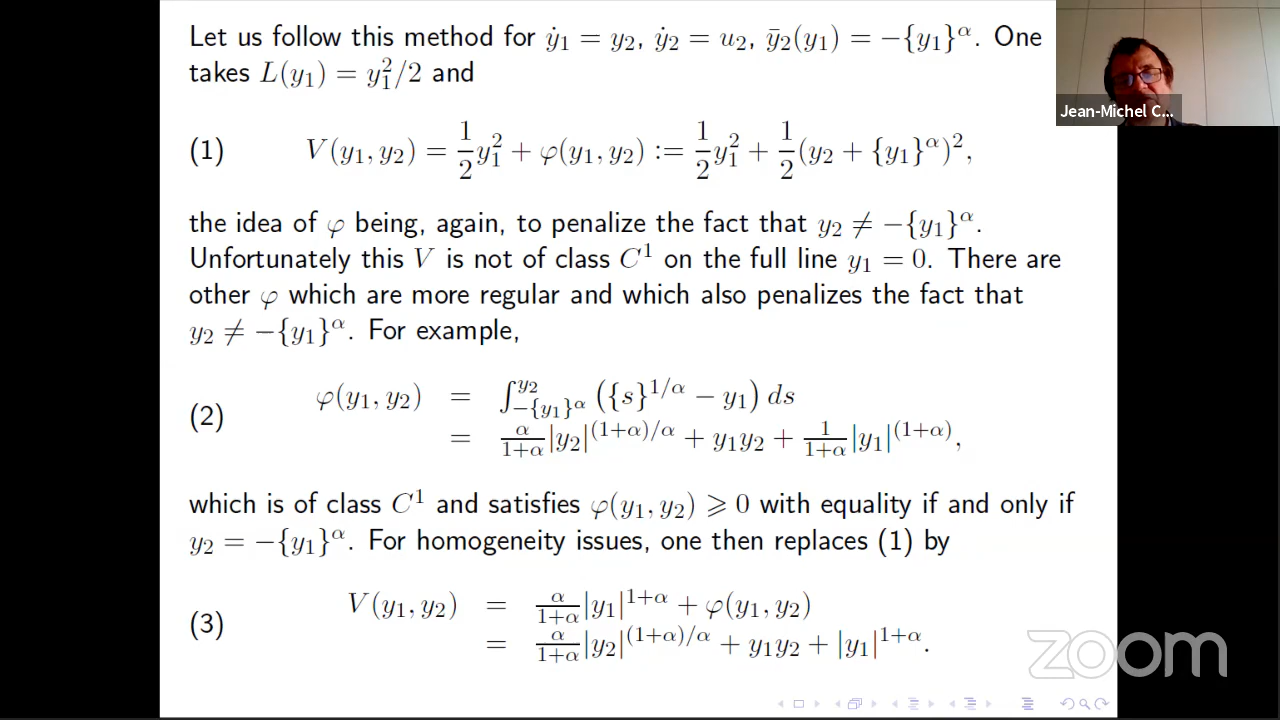 Let us follow this method for ẏ₁ = y₂, ẏ₂ = u₂, ȳ₂(y₁) = −{y₁}^α. One
takes L(y₁) = y₁²/2 and
(1) V(y₁, y₂) = 1/2 y₁² + φ(y₁, y₂) := 1/2 y₁² + 1/2 (y₂ + {y₁}^α)²,
the idea of φ being, again, to penalize the fact that y₂ ≠ −{y₁}^α.
Unfortunately this V is not of class C¹ on the full line y₁ = 0. There are
other φ which are more regular and which also penalizes the fact that
y₂ ≠ −{y₁}^α. For example,
φ(y₁, y₂) = ∫_{−{y₁}^α}^{y₂} ({s}^{1/α} − y₁) ds
(2)
= α/(1+α) |y₂|^{(1+α)/α} + y₁y₂ + 1/(1+α) |y₁|^{(1+α)},
which is of class C¹ and satisfies φ(y₁, y₂) ⩾ 0 with equality if and only if
y₂ = −{y₁}^α. For homogeneity issues, one then replaces (1) by
V(y₁, y₂) = α/(1+α) |y₁|^{1+α} + φ(y₁, y₂)
(3)
= α/(1+α) |y₂|^{(1+α)/α} + y₁y₂ + |y₁|^{1+α}.
Jean-Michel C...
zoom